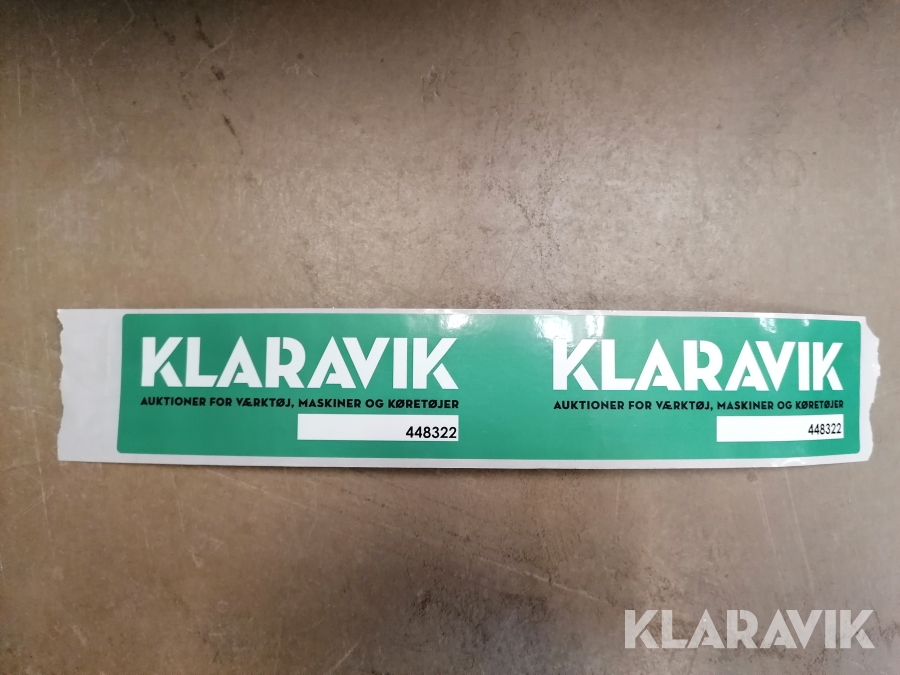 KLARAVIK
AUKTIONER FOR VÆRKTØJ, MASKINER OG KØRETØJER
448322
KLARAVIK
AUKTIONER FOR VÆRKTØJ, MASKINER OG KØRETØJER
448322
KLARAVIK